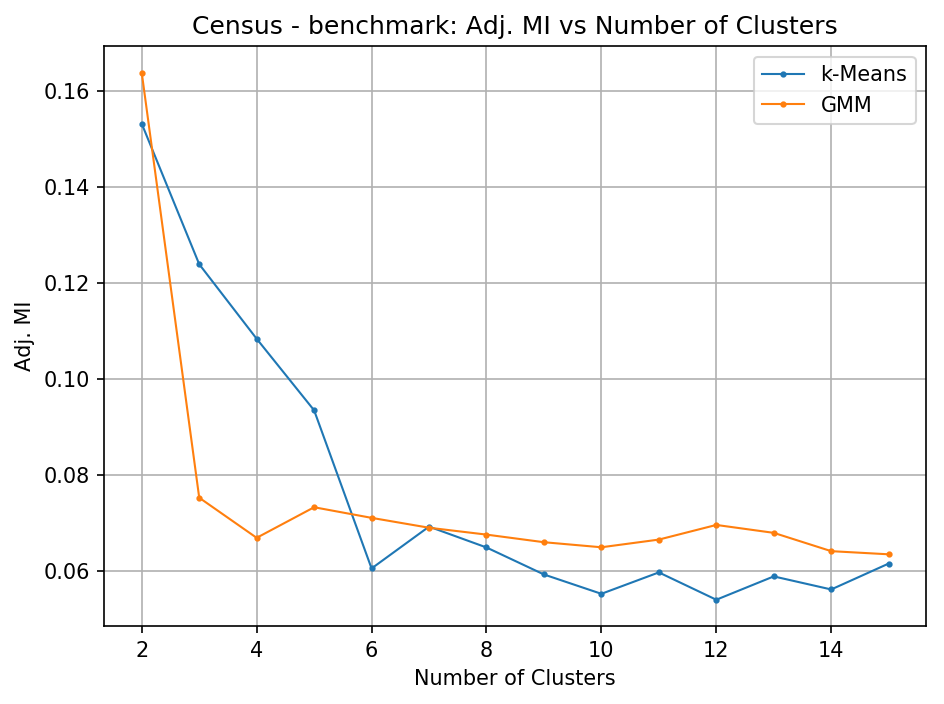 Census - benchmark: Adj. MI vs Number of Clusters
k-Means
GMM
Adj. MI
0.16
0.14
0.12
0.10
0.08
0.06
2 4 6 8 10 12 14
Number of Clusters